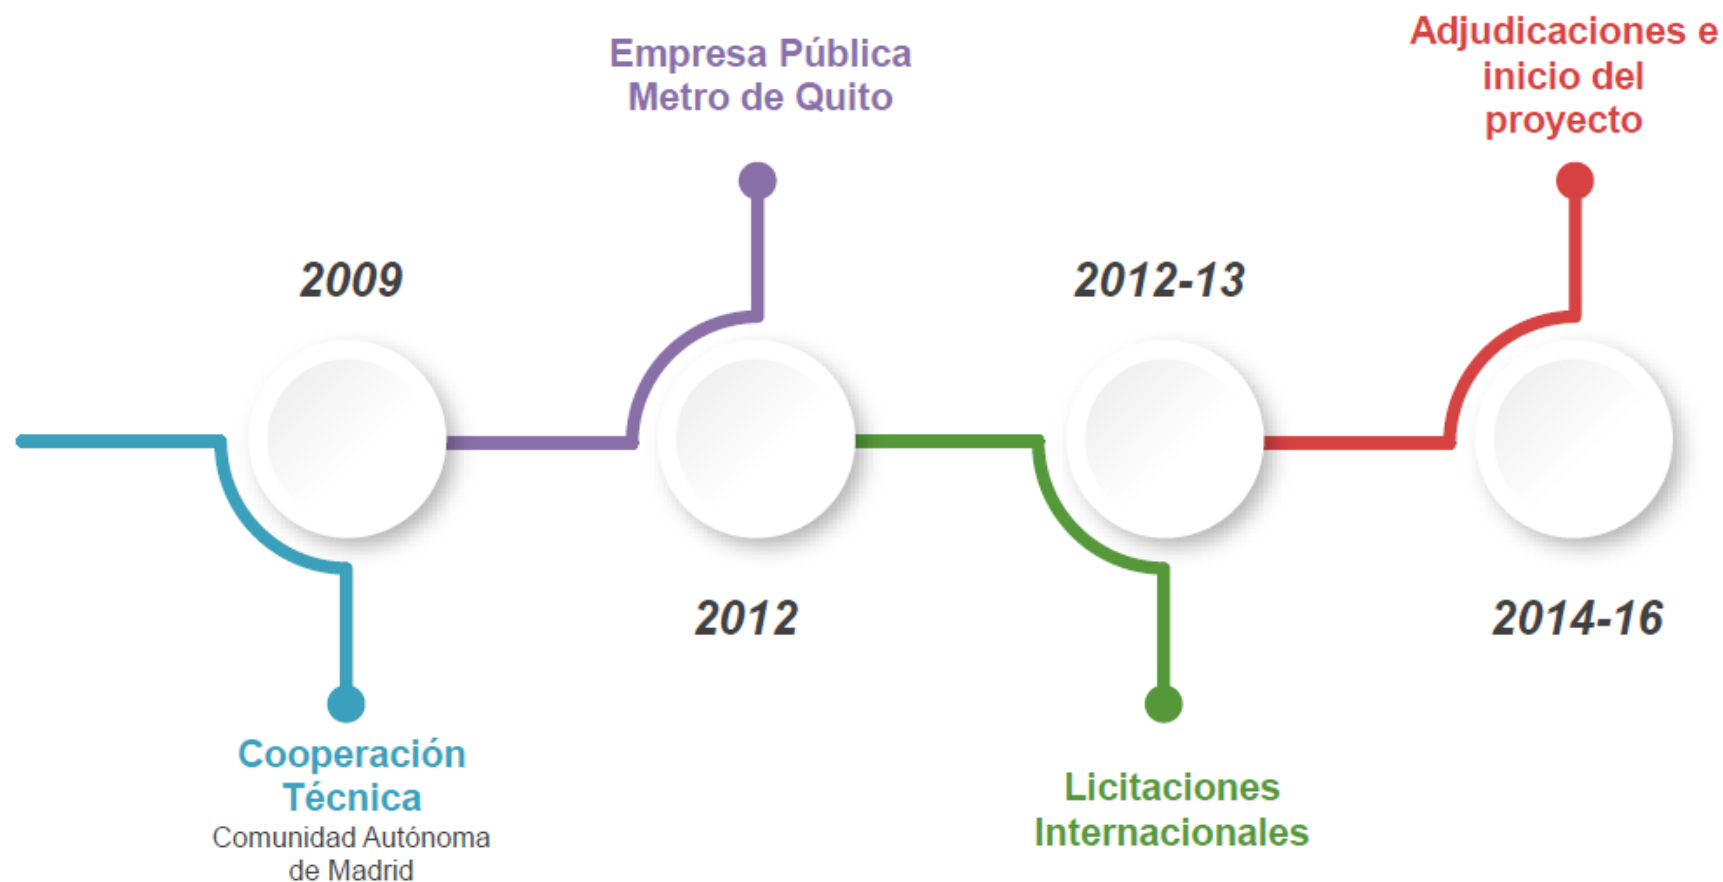 2009
Cooperación
Técnica
Comunidad Autónoma
de Madrid
Empresa Pública
Metro de Quito
2012
2012-13
Licitaciones
Internacionales
Adjudicaciones e
inicio del
proyecto
2014-16